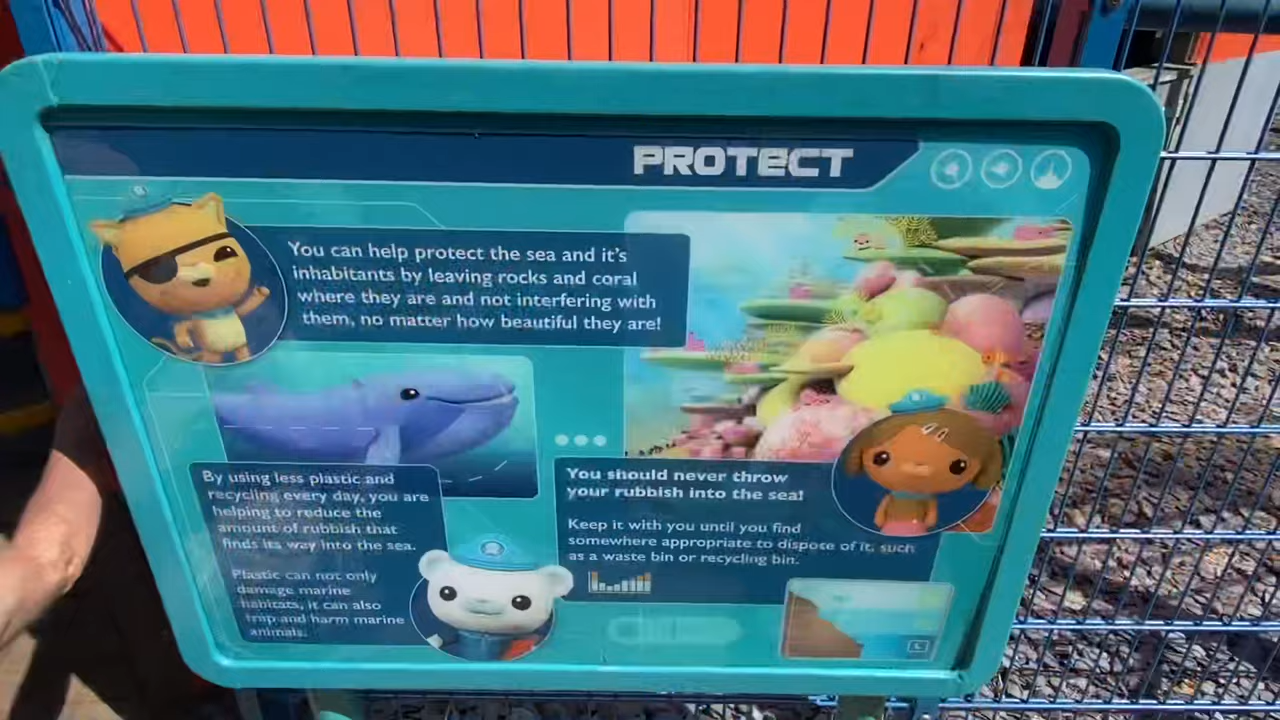 PROTECT
You can help protect the sea and it's
inhabitants by leaving rocks and coral
where they are and not interfering with
them, no matter how beautiful they are!
By using less plastic and
recycling every day, you are
helping to reduce the
amount of rubbish that
finds its way into the sea.
Plastic can not only
damage marine
habitats, it can also
trap and harm marine
animals.
You should never throw
your rubbish into the sea!
Keep it with you until you find
somewhere appropriate to dispose of it, such
as a waste bin or recycling bin.